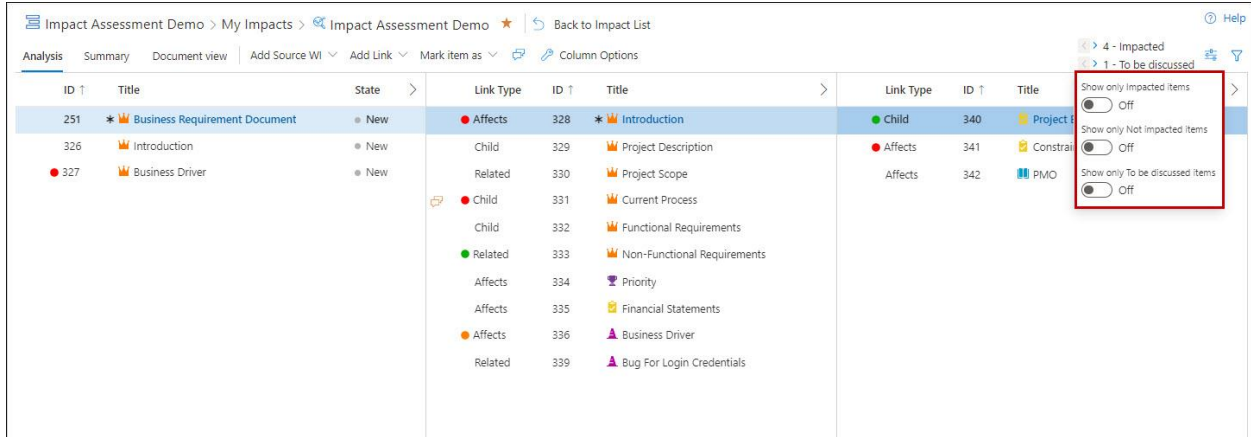 Impact Assessment Demo > My Impacts > Impact Assessment Demo Back to Impact List Help
Analysis Summary Document view Add Source WI Add Link Mark item as Column Options
4 - Impacted
1 - To be discussed
ID ↑ Title State > Link Type ID ↑ Title > Link Type ID ↑ Title >
Show only Impacted items
Off
Show only Not impacted items
Off
Show only To be discussed items
Off
251 Business Requirement Document New Affects 328 Introduction Child 340 Project
326 Introduction New Child 329 Project Description Affects 341
327 Business Driver New Related 330 Project Scope Affects 342 PMO
Child 331 Current Process
Child 332 Functional Requirements
Related 333 Non-Functional Requirements
Affects 334 Priority
Affects 335 Financial Statements
Affects 336 Business Driver
Related 339 Bug For Login Credentials